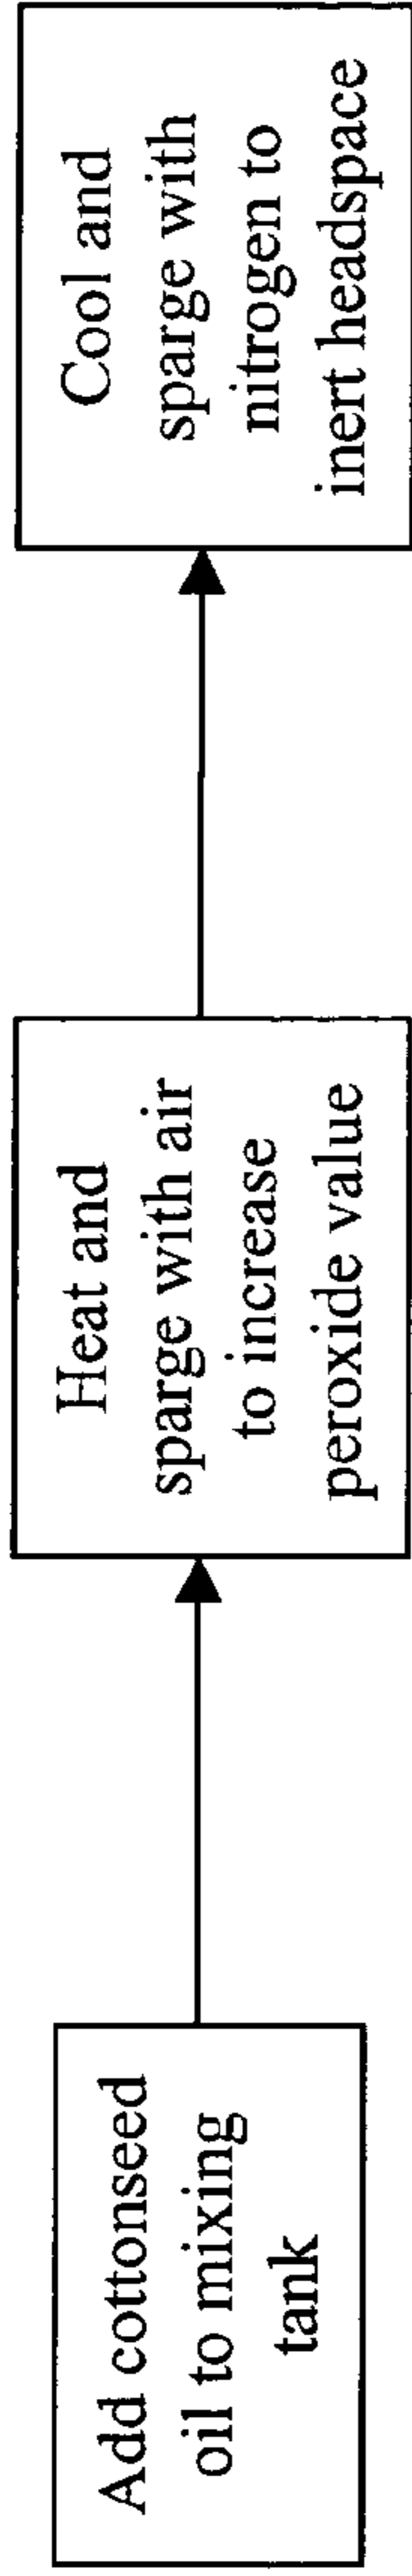 Add cottonseed
oil to mixing
tank
Heat and
sparge with air
to increase
peroxide value
Cool and
sparge with
nitrogen to
inert headspace